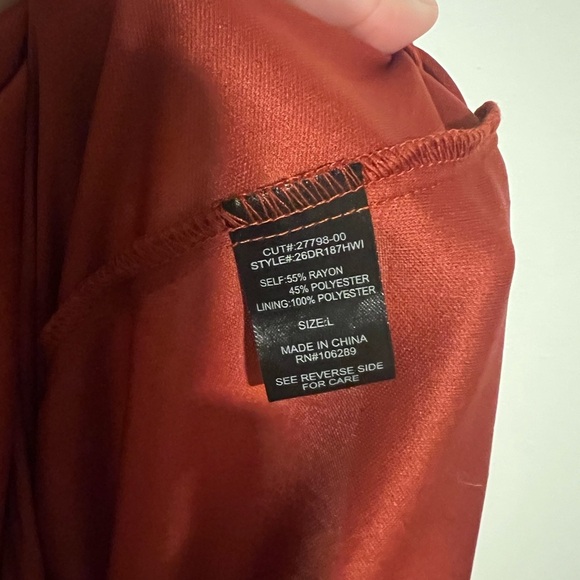 CUT#:27798-00
STYLE#:26DR187HWI
SELF:55% RAYON
45% POLYESTER
LINING:100% POLYESTER
SIZE:L
MADE IN CHINA
RN#106289
SEE REVERSE SIDE
FOR CARE